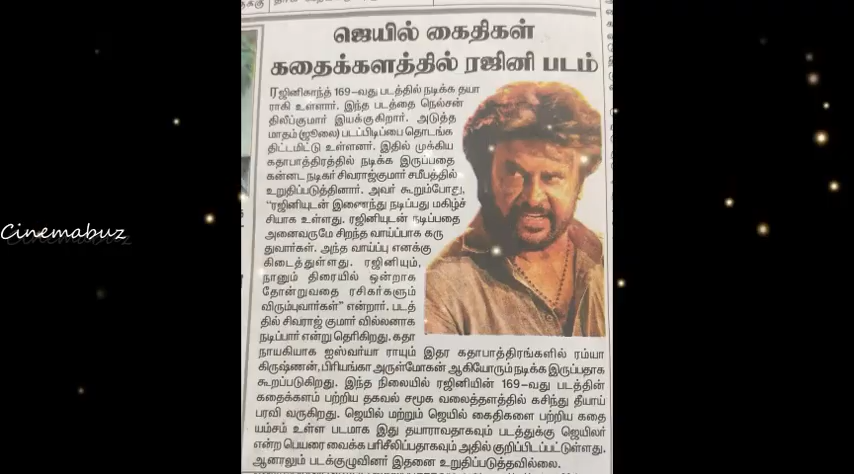 ஜெயில் கைதிகள்
கதைக்களத்தில் ரஜினி படம்
ரஜினிகாந்த் 169-வது படத்தில் நடிக்க தயா
ராகி உள்ளார். இந்த படத்தை நெல்சன்
திலீப்குமார் இயக்குகிறார். அடுத்த
மாதம் (ஜூலை) படப்பிடிப்பை தொடங்க
திட்டமிட்டு உள்ளனர். இதில் முக்கிய
கதாபாத்திரத்தில் நடிக்க இருப்பதை
கன்னட நடிகர் சிவராஜ்குமார் சமீபத்தில்
உறுதிப்படுத்தினார். அவர் கூறும்போது,
"ரஜினியுடன் இணைந்து நடிப்பது மகிழ்ச்
சியாக உள்ளது. ரஜினியுடன் நடிப்பதை
அனைவருமே சிறந்த வாய்ப்பாக கரு
துவார்கள். அந்த வாய்ப்பு எனக்கு
கிடைத்துள்ளது. ரஜினியும்,
நானும் திரையில் ஒன்றாக
தோன்றுவதை ரசிகர்களும்
விரும்புவார்கள்" என்றார். படத்
தில் சிவராஜ் குமார் வில்லனாக
நடிப்பார் என்று தெரிகிறது. கதா
நாயகியாக ஐஸ்வர்யா ராயும் இதர கதாபாத்திரங்களில் ரம்யா
கிருஷ்ணன், பிரியங்கா அருள்மோகன் ஆகியோரும் நடிக்க இருப்பதாக
கூறப்படுகிறது. இந்த நிலையில் ரஜினியின் 169-வது படத்தின்
கதைக்களம் பற்றிய தகவல் சமூக வலைத்தளத்தில் கசிந்து தீயாய்
பரவி வருகிறது. ஜெயில் மற்றும் ஜெயில் கைதிகளை பற்றிய கதை
யம்சம் உள்ள படமாக இது தயாராவதாகவும் படத்துக்கு ஜெயிலர்
என்ற பெயரை வைக்க பரிசீலிப்பதாகவும் அதில் குறிப்பிடப்பட்டுள்ளது.
ஆனாலும் படக்குழுவினர் இதனை உறுதிப்படுத்தவில்லை.
Cinemabuz